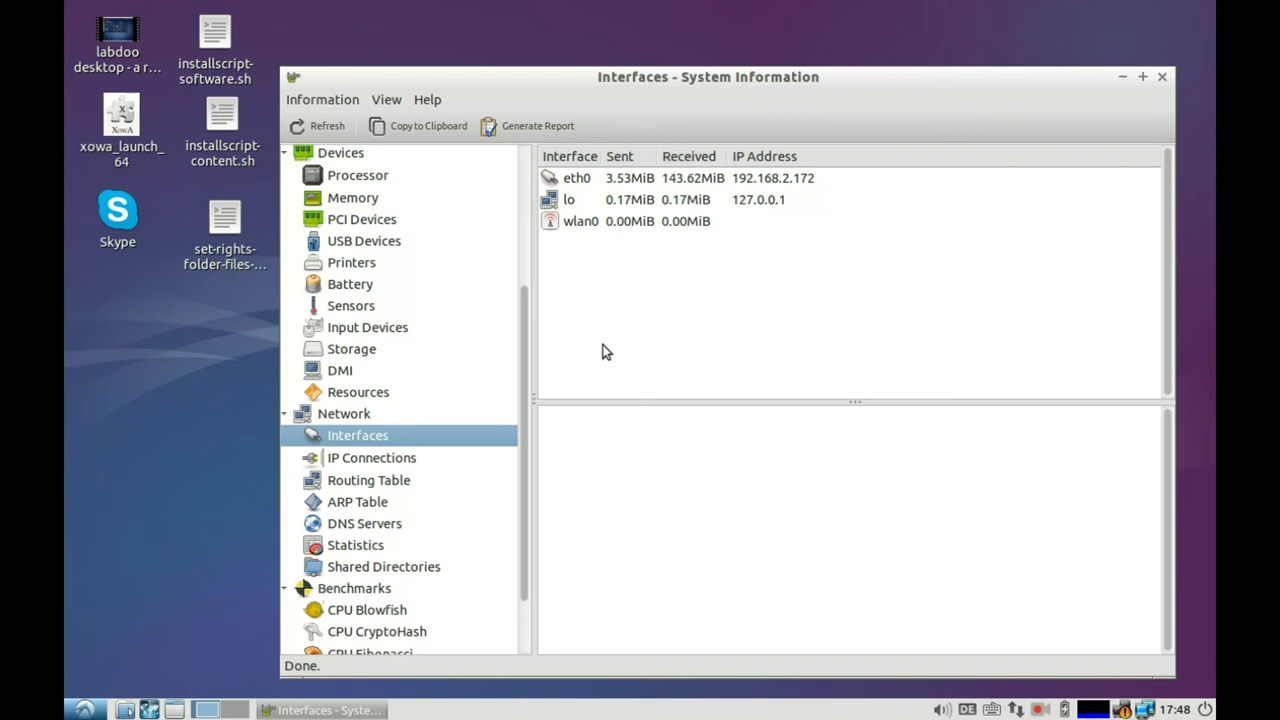 labdoo
desktop - a r...
installscript-
software.sh
xowa_launch_
64
installscript-
content.sh
Skype
set-rights-
folder-files-...
Interfaces - System Information
Information View Help
Refresh Copy to Clipboard Generate Report
Devices
Processor
Memory
PCI Devices
USB Devices
Printers
Battery
Sensors
Input Devices
Storage
DMI
Resources
Network
Interfaces
IP Connections
Routing Table
ARP Table
DNS Servers
Statistics
Shared Directories
Benchmarks
CPU Blowfish
CPU CryptoHash
CPU Fibonacci
Interface Sent Received IP Address
eth0 3.53MiB 143.62MiB 192.168.2.172
lo 0.17MiB 0.17MiB 127.0.0.1
wlan0 0.00MiB 0.00MiB
Done.
Interfaces - Syste...
DE
17:48